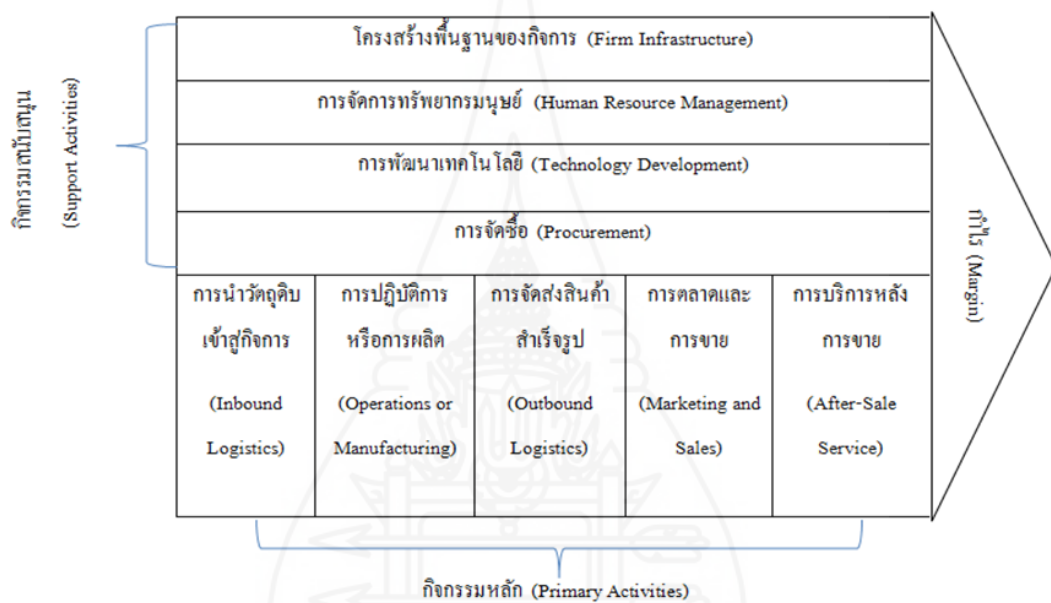 โครงสร้างพื้นฐานของกิจการ (Firm Infrastructure)
การจัดการทรัพยากรมนุษย์ (Human Resource Management)
การพัฒนาเทคโนโลยี (Technology Development)
การจัดซื้อ (Procurement)
กิจกรรมสนับสนุน
(Support Activities)
การนำวัตถุดิบ
เข้าสู่กิจการ
(Inbound
Logistics)
การปฏิบัติการ
หรือการผลิต
(Operations or
Manufacturing)
การจัดส่งสินค้า
สำเร็จรูป
(Outbound
Logistics)
การตลาดและ
การขาย
(Marketing and
Sales)
การบริการหลัง
การขาย
(After-Sale
Service)
กำไร (Margin)
กิจกรรมหลัก (Primary Activities)